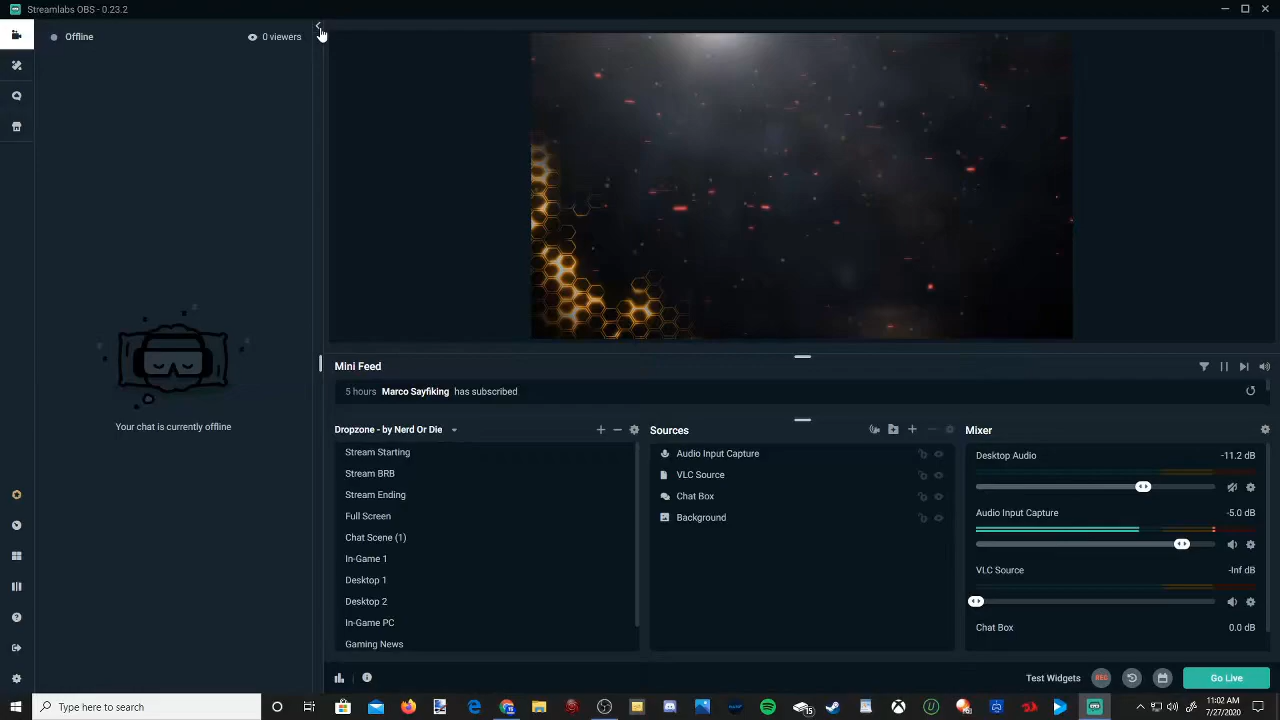 Streamlabs OBS - 0.23.2
Offline
0 viewers
Your chat is currently offline
Mini Feed
5 hours Marco Sayfiking has subscribed
Dropzone - by Nerd Or Die
Stream Starting
Stream BRB
Stream Ending
Full Screen
Chat Scene (1)
In-Game 1
Desktop 1
Desktop 2
In-Game PC
Gaming News
Sources
Audio Input Capture
VLC Source
Chat Box
Background
Mixer
Desktop Audio -11.2 dB
Audio Input Capture -5.0 dB
VLC Source -Inf dB
Chat Box 0.0 dB
Test Widgets REC Go Live
Type here to search
11:02 AM
7/27/2020